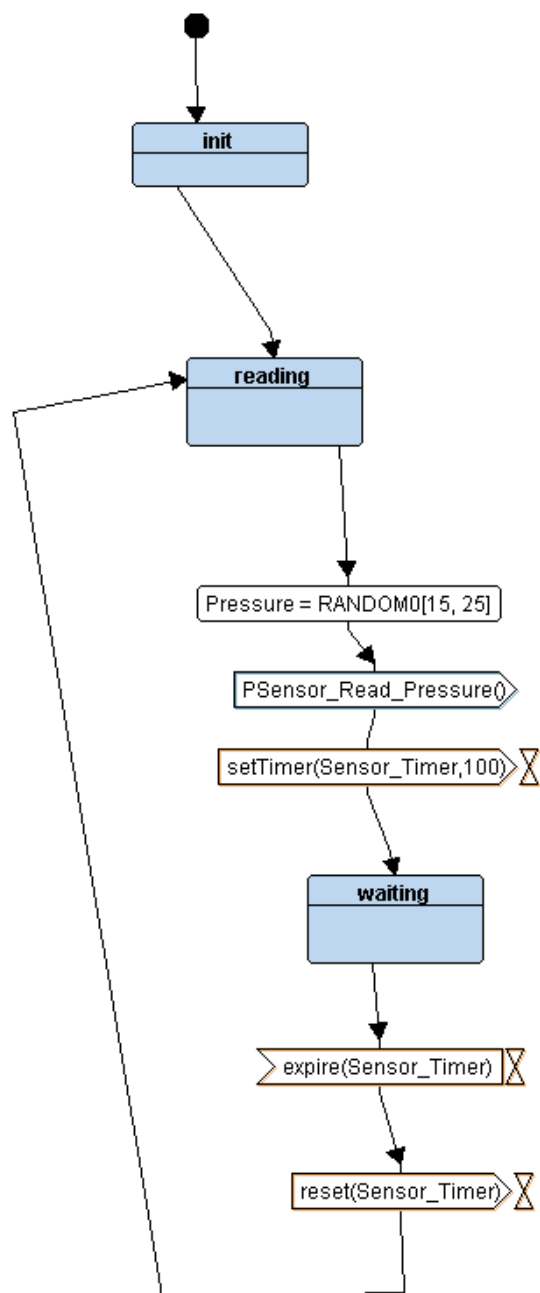 init
reading
Pressure = RANDOM0[15, 25]
PSensor_Read_Pressure()
setTimer(Sensor_Timer,100)
waiting
expire(Sensor_Timer)
reset(Sensor_Timer)